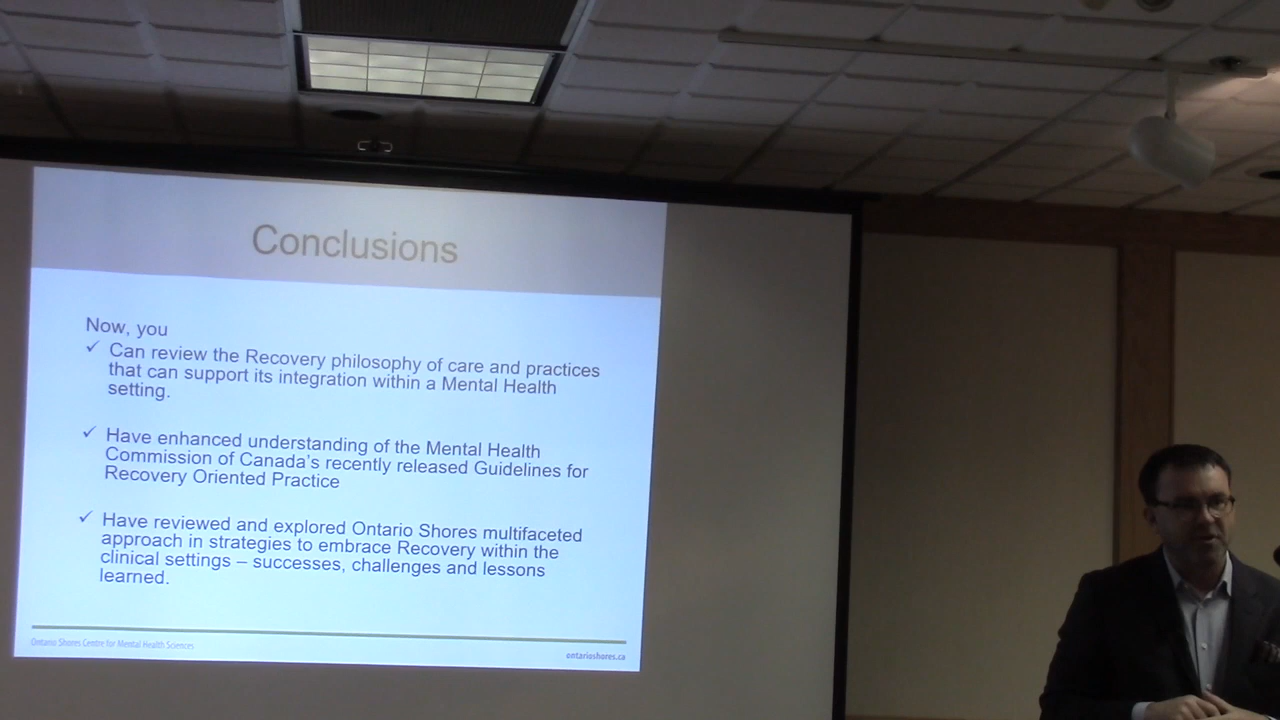 Conclusions
Now, you
✓ Can review the Recovery philosophy of care and practices
that can support its integration within a Mental Health
setting.
✓ Have enhanced understanding of the Mental Health
Commission of Canada's recently released Guidelines for
Recovery Oriented Practice
✓ Have reviewed and explored Ontario Shores multifaceted
approach in strategies to embrace Recovery within the
clinical settings – successes, challenges and lessons
learned.
Ontario Shores Centre for Mental Health Sciences
ontarioshores.ca